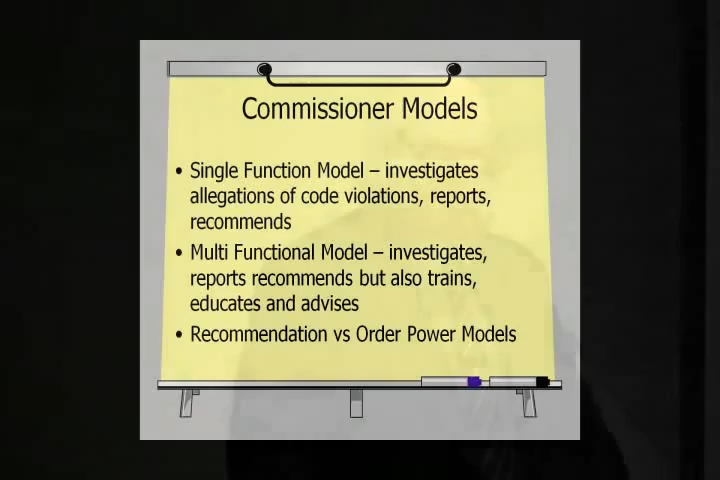 Commissioner Models
• Single Function Model – investigates
allegations of code violations, reports,
recommends
• Multi Functional Model – investigates,
reports recommends but also trains,
educates and advises
• Recommendation vs Order Power Models